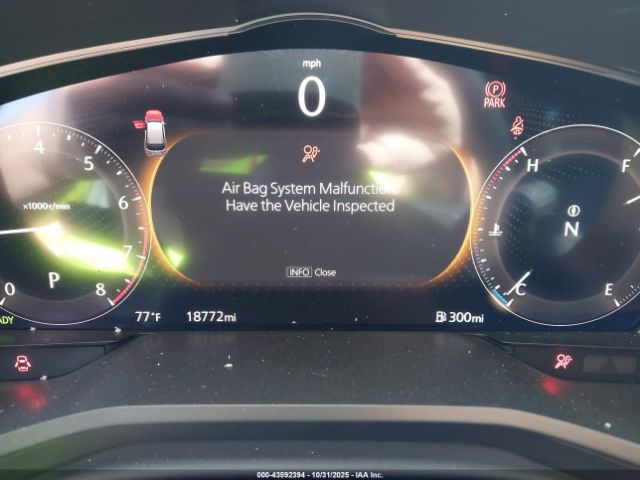 mph
0
PARK
4
5
6
7
8
0
x1000r/min
P
READY
Air Bag System Malfunction.
Have the Vehicle Inspected
INFO Close
H
C
N
F
E
77°F 18772mi 300mi
000-43592394 - 10/31/2025 - IAA Inc.